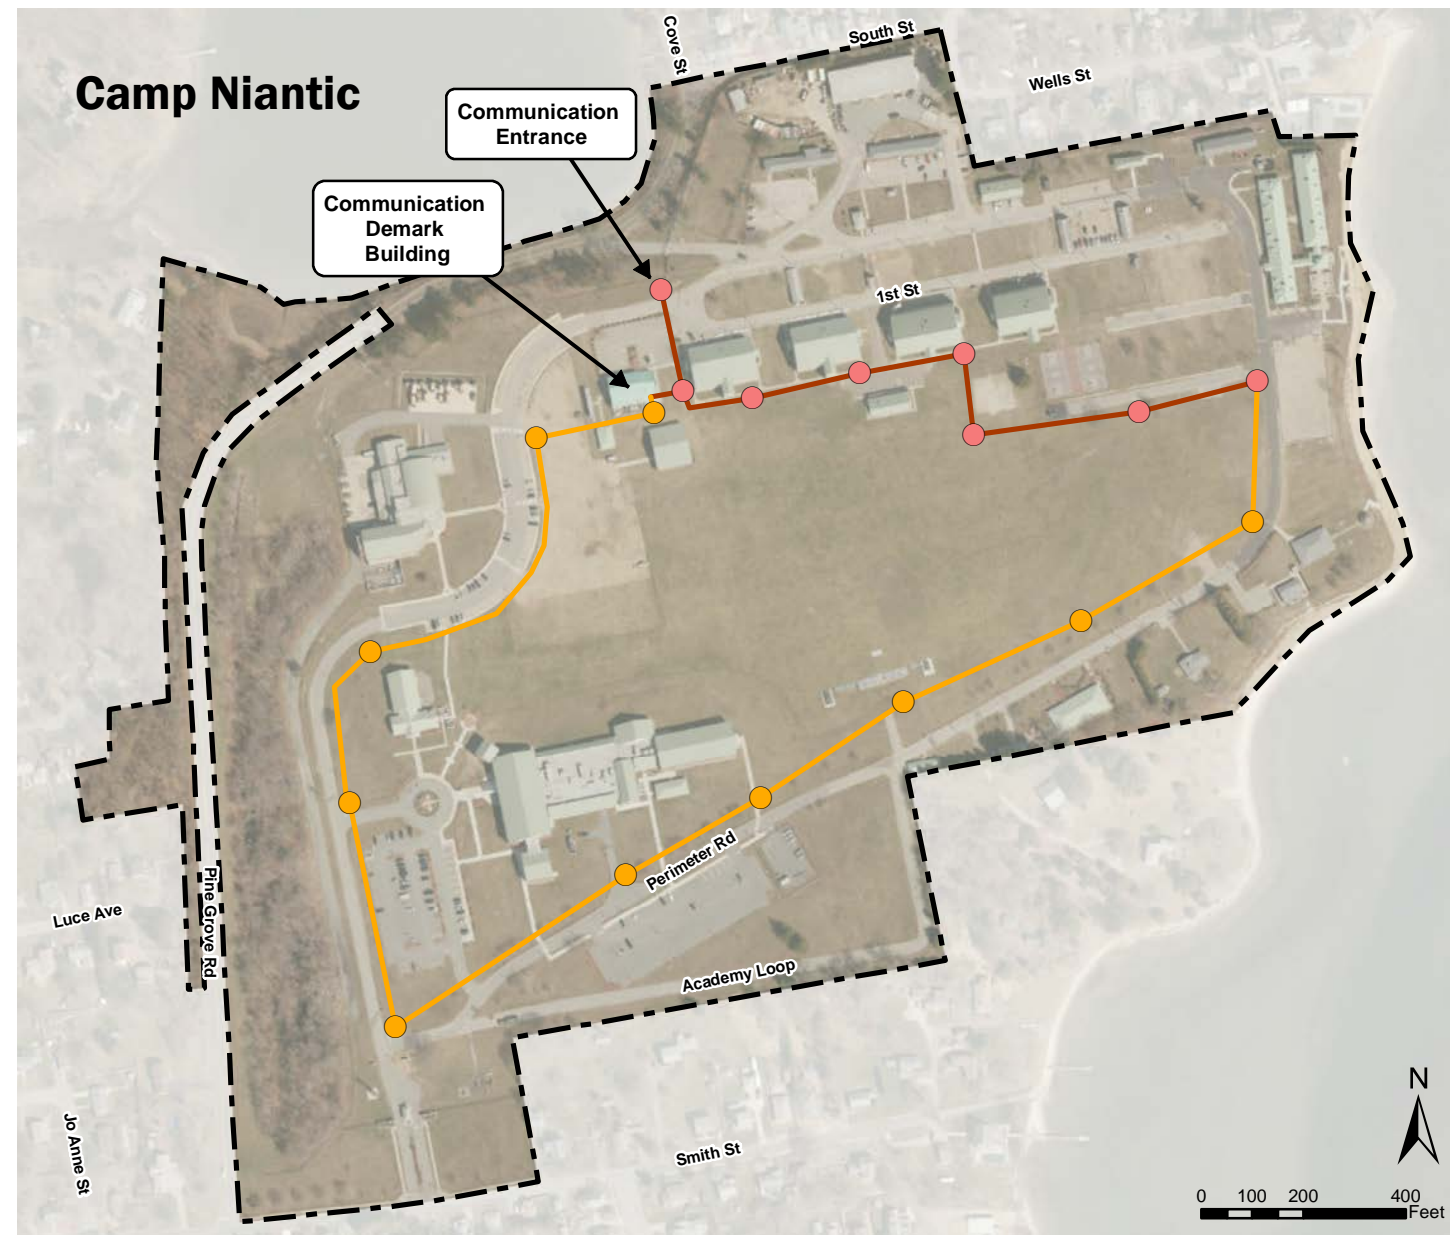 Cove St
South St
Wells St
Camp Niantic
Communication
Entrance
Communication
Demark
Building
1st St
Perimeter Rd
Pine Grove Rd
Luce Ave
Academy Loop
Jo Anne St
Smith St
N
0 100 200 400
Feet